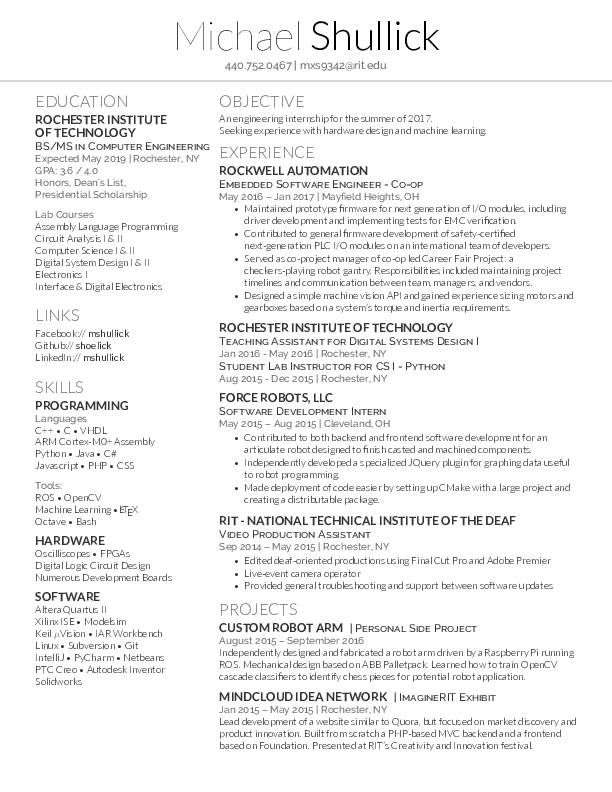 Michael Shullick
440.752.0467 | mxs9342@rit.edu
EDUCATION
ROCHESTER INSTITUTE
OF TECHNOLOGY
BS/MS in Computer Engineering
Expected May 2019 | Rochester, NY
GPA: 3.6 / 4.0
Honors, Dean's List,
Presidential Scholarship
Lab Courses
Assembly Language Programming
Circuit Analysis I & II
Computer Science I & II
Digital System Design I & II
Electronics I
Interface & Digital Electronics
LINKS
Facebook:// mshullick
Github:// shoelick
LinkedIn:// mshullick
SKILLS
PROGRAMMING
Languages
C++ • C • VHDL
ARM Cortex-M0+ Assembly
Python • Java • C#
Javascript • PHP • CSS
Tools:
ROS • OpenCV
Machine Learning • LATEX
Octave • Bash
HARDWARE
Oscilliscopes • FPGAs
Digital Logic Circuit Design
Numerous Development Boards
SOFTWARE
Altera Quartus II
Xilinx ISE • Modelsim
Keil μVision • IAR Workbench
Linux • Subversion • Git
IntelliJ • PyCharm • Netbeans
PTC Creo • Autodesk Inventor
Solidworks
OBJECTIVE
An engineering internship for the summer of 2017.
Seeking experience with hardware design and machine learning.
EXPERIENCE
ROCKWELL AUTOMATION
Embedded Software Engineer - Co-op
May 2016 – Jan 2017 | Mayfield Heights, OH
• Maintained prototype firmware for next generation of I/O modules, including
driver development and implementing tests for EMC verification.
• Contributed to general firmware development of safety-certified
next-generation PLC I/O modules on an international team of developers.
• Served as co-project manager of co-op led Career Fair Project: a
checkers-playing robot gantry. Responsibilities included maintaining project
timelines and communication between team, managers, and vendors.
• Designed a simple machine vision API and gained experience sizing motors and
gearboxes based on a system's torque and inertia requirements.
ROCHESTER INSTITUTE OF TECHNOLOGY
Teaching Assistant for Digital Systems Design I
Jan 2016 - May 2016 | Rochester, NY
Student Lab Instructor for CS I - Python
Aug 2015 - Dec 2015 | Rochester, NY
FORCE ROBOTS, LLC
Software Development Intern
May 2015 – Aug 2015 | Cleveland, OH
• Contributed to both backend and frontend software development for an
articulate robot designed to finish casted and machined components.
• Independently developed a specialized JQuery plugin for graphing data useful
to robot programming.
• Made deployment of code easier by setting up CMake with a large project and
creating a distributable package.
RIT - NATIONAL TECHNICAL INSTITUTE OF THE DEAF
Video Production Assistant
Sep 2014 – May 2015 | Rochester, NY
• Edited deaf-oriented productions using Final Cut Pro and Adobe Premier
• Live-event camera operator
• Provided general troubleshooting and support between software updates
PROJECTS
CUSTOM ROBOT ARM | Personal Side Project
August 2015 – September 2016
Independently designed and fabricated a robot arm driven by a Raspberry Pi running
ROS. Mechanical design based on ABB Palletpack. Learned how to train OpenCV
cascade classifiers to identify chess pieces for potential robot application.
MINDCLOUD IDEA NETWORK | ImagineRIT Exhibit
Jan 2015 – May 2015 | Rochester, NY
Lead development of a website similar to Quora, but focused on market discovery and
product innovation. Built from scratch a PHP-based MVC backend and a frontend
based on Foundation. Presented at RIT's Creativity and Innovation festival.